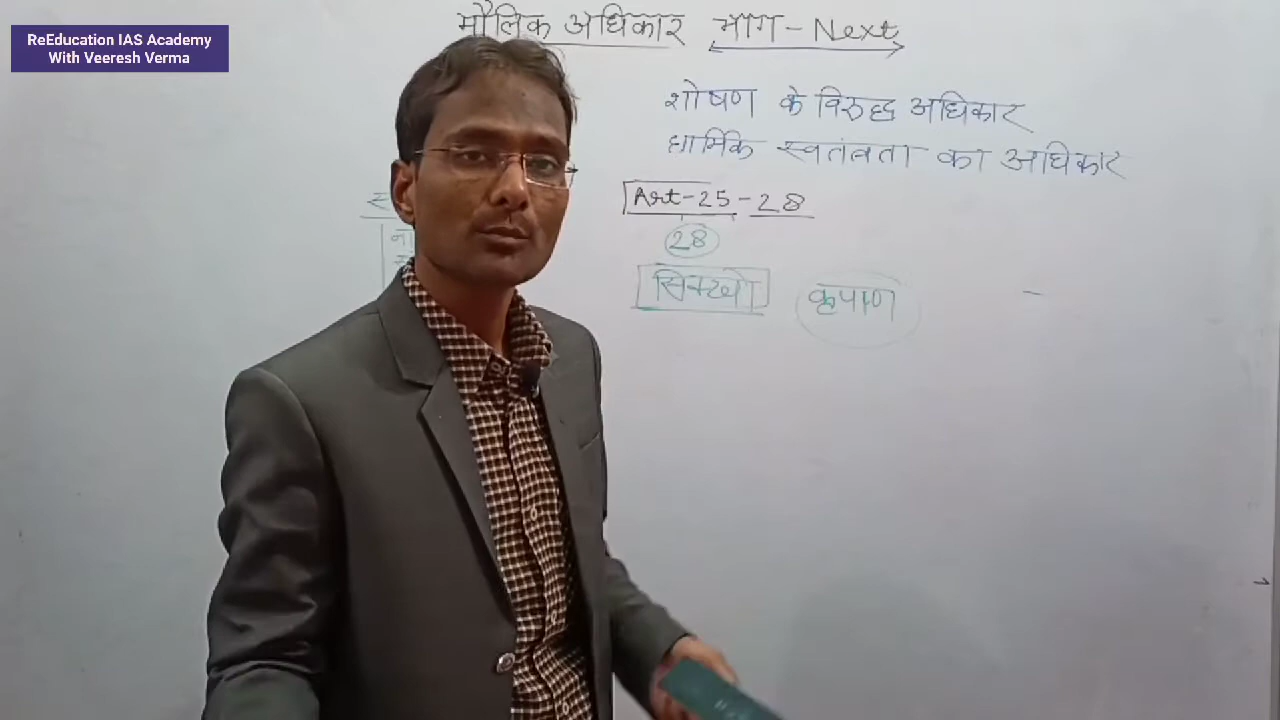 ReEducation IAS Academy
With Veeresh Verma
मौलिक अधिकार भाग - Next
शोषण के विरुद्ध अधिकार
धार्मिक स्वतंत्रता का अधिकार
Art-25-28
28
सिक्खो कृपाण